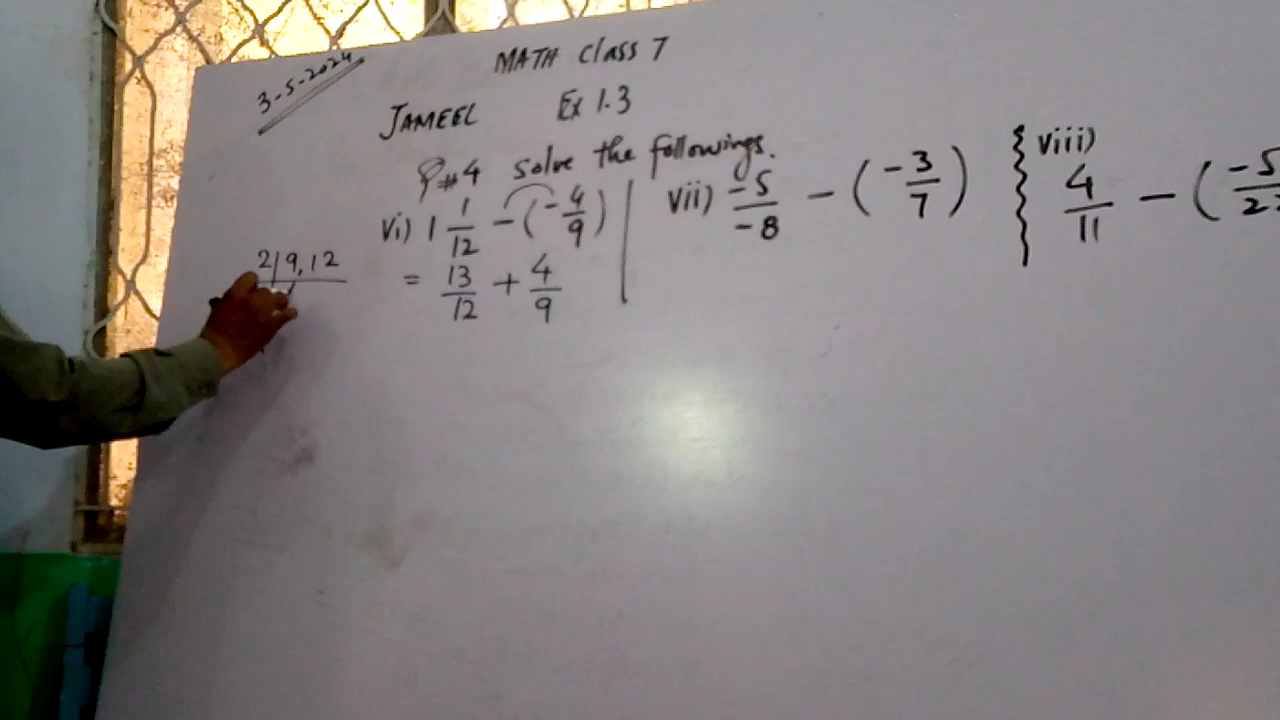 3-5-2024
MATH Class 7
JAMEEL Ex 1.3
Q#4 Solve the followings.
vi) 1 1/12 - (- 4/9)
= 13/12 + 4/9
2 | 9, 12
vii) -5/-8 - (-3/7)
viii) 4/11 - (-5/